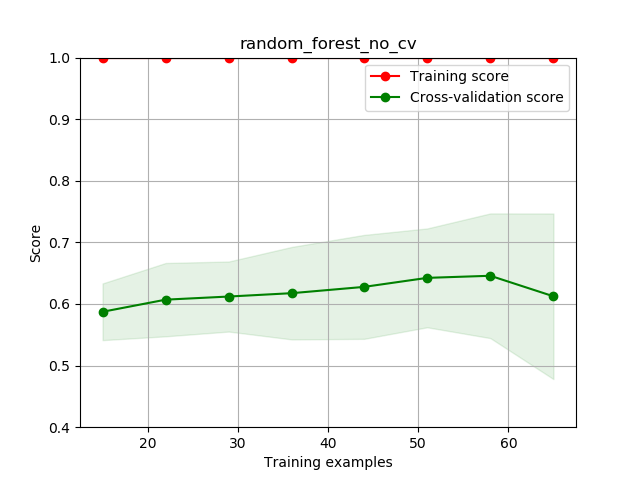 random_forest_no_cv
1.0
0.9
0.8
0.7
0.6
0.5
0.4
Score
Training score
Cross-validation score
20 30 40 50 60
Training examples